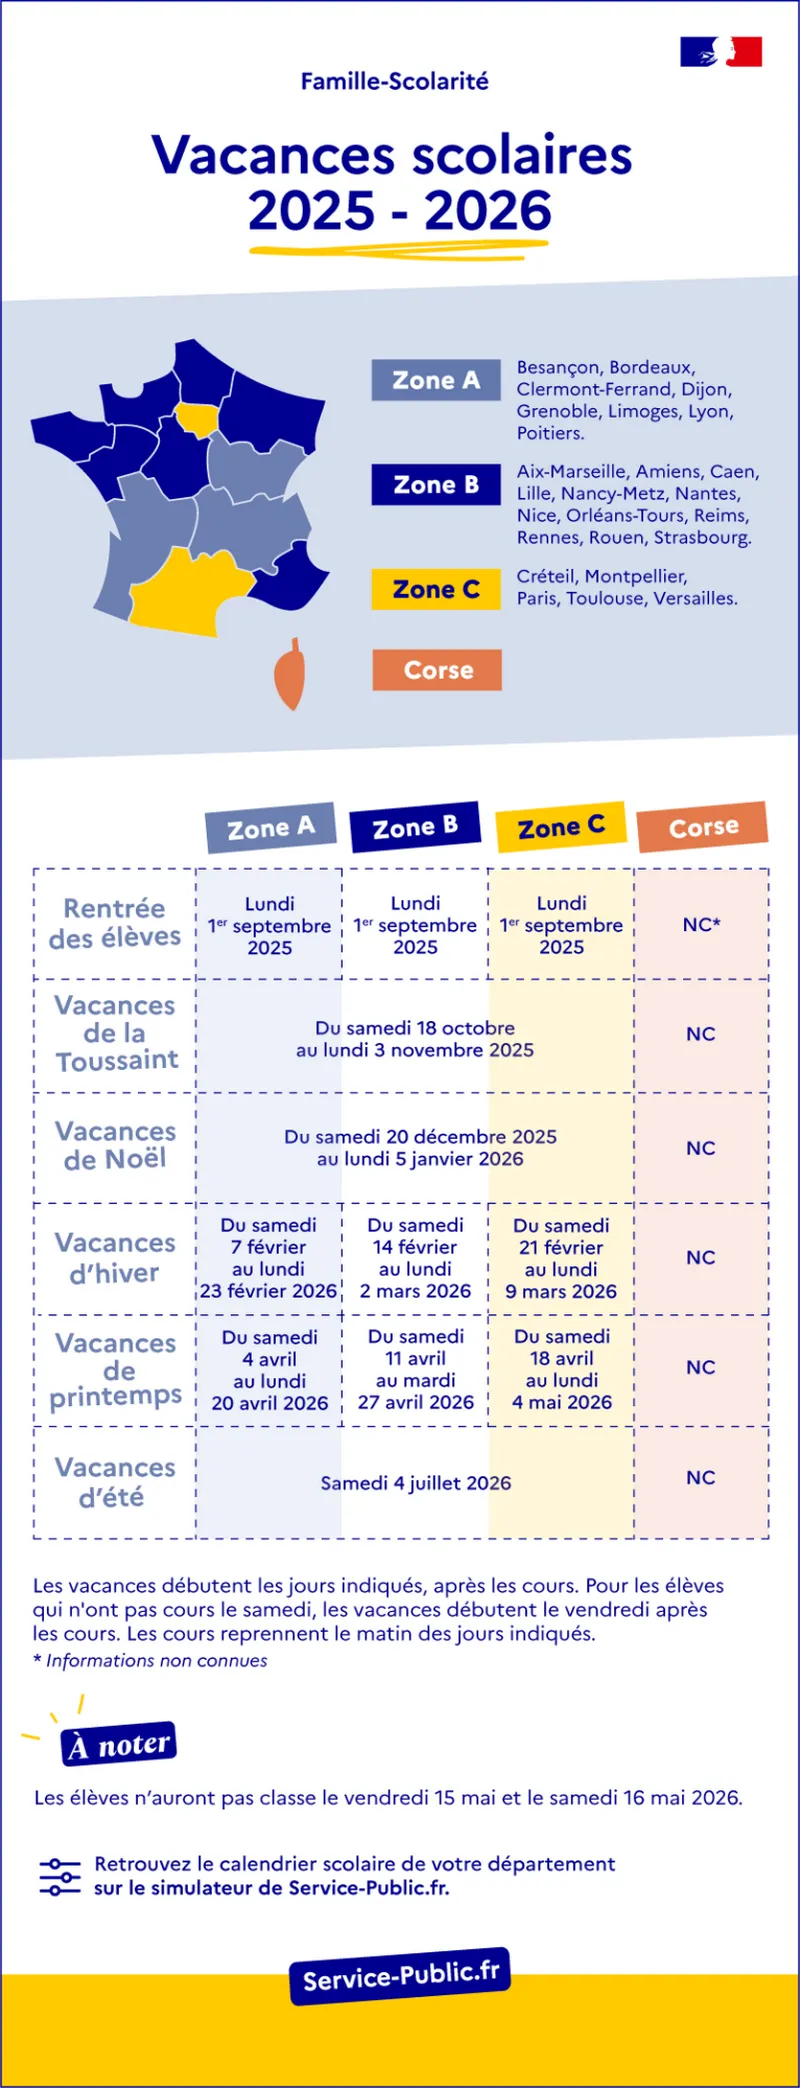 Famille-Scolarité
Vacances scolaires
2025 - 2026
Zone A
Besançon, Bordeaux,
Clermont-Ferrand, Dijon,
Grenoble, Limoges, Lyon,
Poitiers.
Zone B
Aix-Marseille, Amiens, Caen,
Lille, Nancy-Metz, Nantes,
Nice, Orléans-Tours, Reims,
Rennes, Rouen, Strasbourg.
Zone C
Créteil, Montpellier,
Paris, Toulouse, Versailles.
Corse
Zone A
Zone B
Zone C
Corse
Rentrée
des élèves
Lundi
1er septembre
2025
Lundi
1er septembre
2025
Lundi
1er septembre
2025
NC*
Vacances
de la
Toussaint
Du samedi 18 octobre
au lundi 3 novembre 2025
NC
Vacances
de Noël
Du samedi 20 décembre 2025
au lundi 5 janvier 2026
NC
Vacances
d’hiver
Du samedi
7 février
au lundi
23 février 2026
Du samedi
14 février
au lundi
2 mars 2026
Du samedi
21 février
au lundi
9 mars 2026
NC
Vacances
de
printemps
Du samedi
4 avril
au lundi
20 avril 2026
Du samedi
11 avril
au mardi
27 avril 2026
Du samedi
18 avril
au lundi
4 mai 2026
NC
Vacances
d’été
Samedi 4 juillet 2026
NC
Les vacances débutent les jours indiqués, après les cours. Pour les élèves
qui n'ont pas cours le samedi, les vacances débutent le vendredi après
les cours. Les cours reprennent le matin des jours indiqués.
* Informations non connues
À noter
Les élèves n’auront pas classe le vendredi 15 mai et le samedi 16 mai 2026.
Retrouvez le calendrier scolaire de votre département
sur le simulateur de Service-Public.fr.
Service-Public.fr